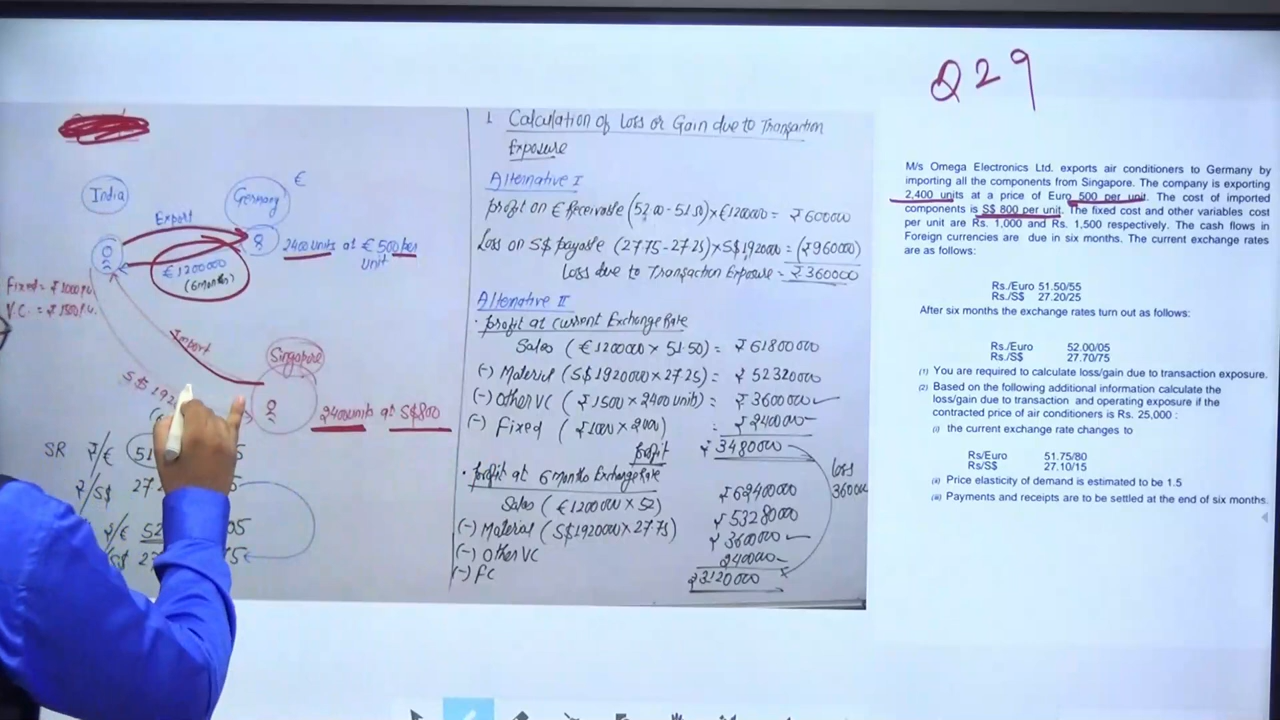 Q29
India
Germany
€
Export
€1200000
(6months)
2400units at €500 per
unit
Fixed = ₹1000 p.u.
V.C. = ₹1500 p.u.
Import
Singapore
S$ 192
2400units at S$800
SR ₹/€ 51
₹/S$ 27
₹/€ 52 05
27 75
1 Calculation of Loss or Gain due to Transaction
Exposure
Alternative I
profit on € Receivable (52.00-51.50)×€1200000 = ₹600000
Loss on S$ payable (27.75-27.25)×S$1,920000 = (₹960000)
Loss due to Transaction Exposure = ₹360000
Alternative II
• profit at current Exchange Rate
Sales (€1200000 × 51.50) = ₹61800000
(-) Material (S$1920000×27.25) = ₹52320000
(-) Other VC (₹1500 × 2400 units) = ₹3600000
(-) Fixed (₹1000 × 2400) = ₹2400000
profit ₹3480000
loss
360000
• profit at 6 months Exchange Rate
Sales (€1200000 × 52) ₹62400000
(-) Material (S$1920000×27.75) ₹53280000
(-) Other VC ₹3600000
(-) FC 2400000
₹3120000
M/s Omega Electronics Ltd. exports air conditioners to Germany by
importing all the components from Singapore. The company is exporting
2,400 units at a price of Euro 500 per unit. The cost of imported
components is S$ 800 per unit. The fixed cost and other variables cost
per unit are Rs. 1,000 and Rs. 1,500 respectively. The cash flows in
Foreign currencies are due in six months. The current exchange rates
are as follows:
Rs./Euro 51.50/55
Rs./S$ 27.20/25
After six months the exchange rates turn out as follows:
Rs./Euro 52.00/05
Rs./S$ 27.70/75
(1) You are required to calculate loss/gain due to transaction exposure.
(2) Based on the following additional information calculate the
loss/gain due to transaction and operating exposure if the
contracted price of air conditioners is Rs. 25,000 :
(i) the current exchange rate changes to
Rs/Euro 51.75/80
Rs/S$ 27.10/15
(ii) Price elasticity of demand is estimated to be 1.5
(iii) Payments and receipts are to be settled at the end of six months.